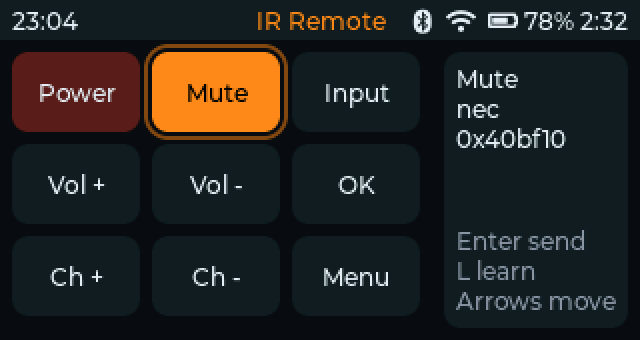 23:04 IR Remote 78% 2:32
Power Mute Input
Vol + Vol - OK
Ch + Ch - Menu
Mute
nec
0x40bf10
Enter send
L learn
Arrows move